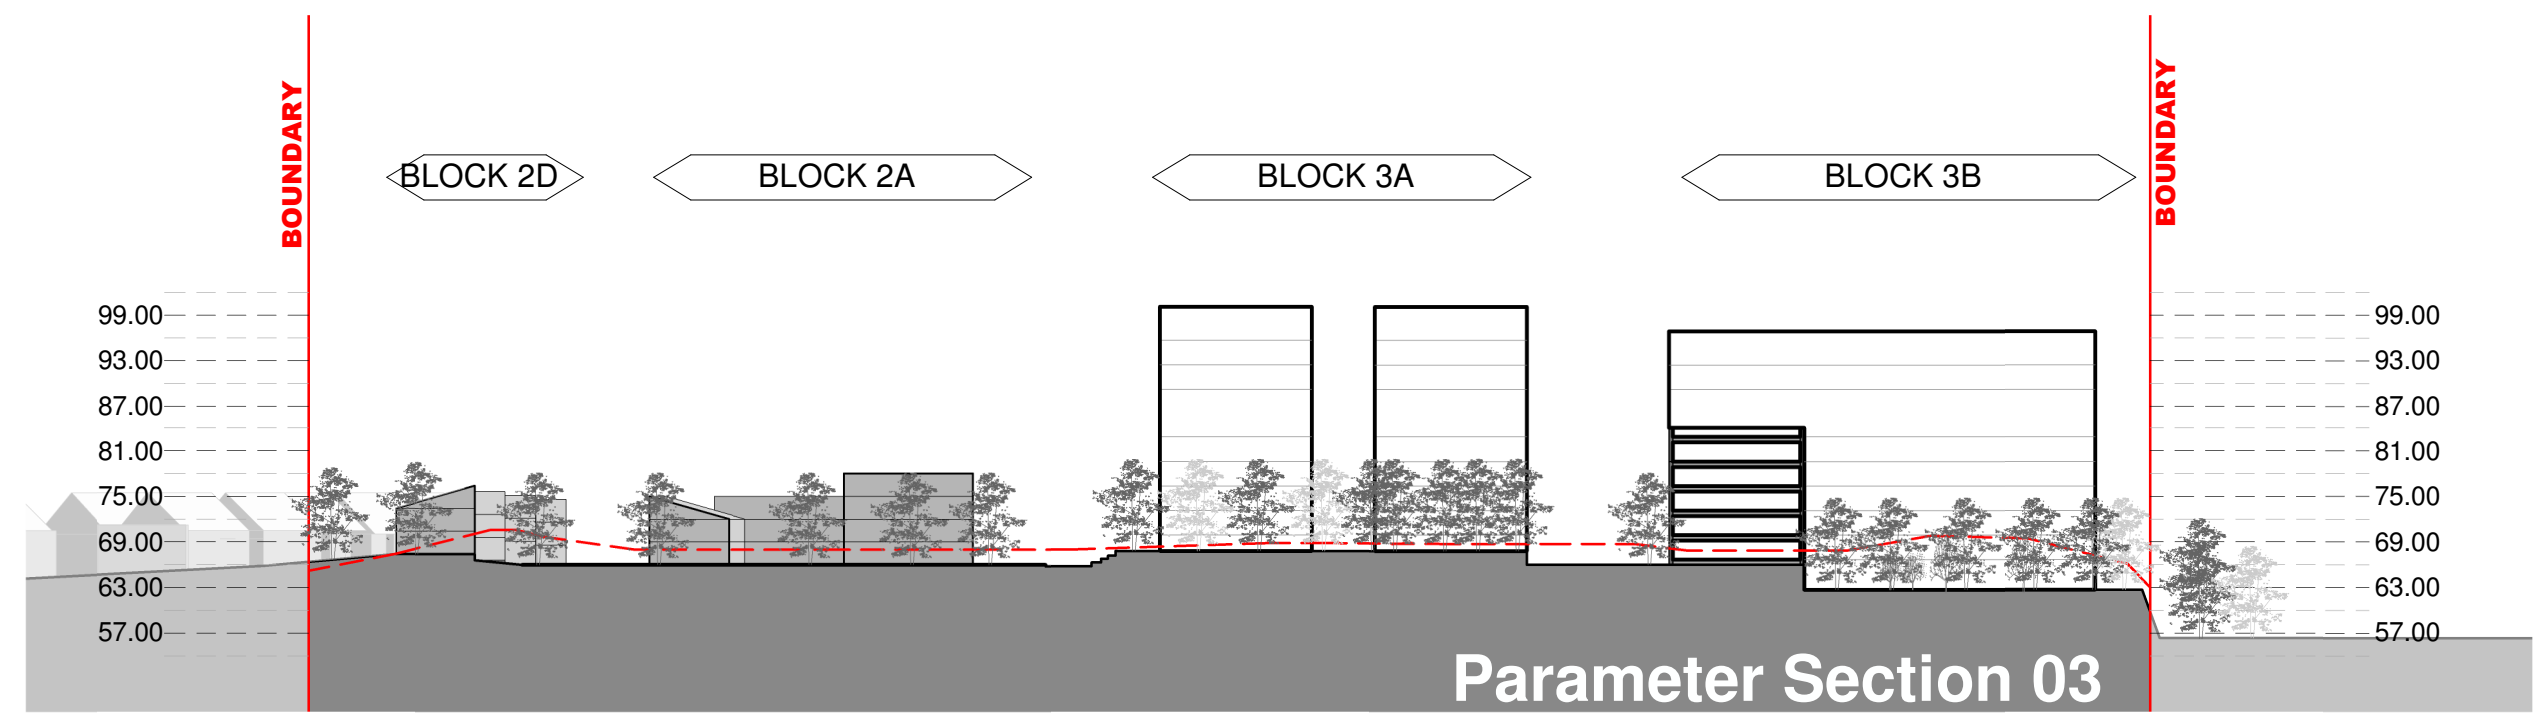 BOUNDARY
BOUNDARY
BLOCK 2D
BLOCK 2A
BLOCK 3A
BLOCK 3B
99.00
99.00
93.00
93.00
87.00
87.00
81.00
81.00
75.00
75.00
69.00
69.00
63.00
63.00
57.00
57.00
Parameter Section 03